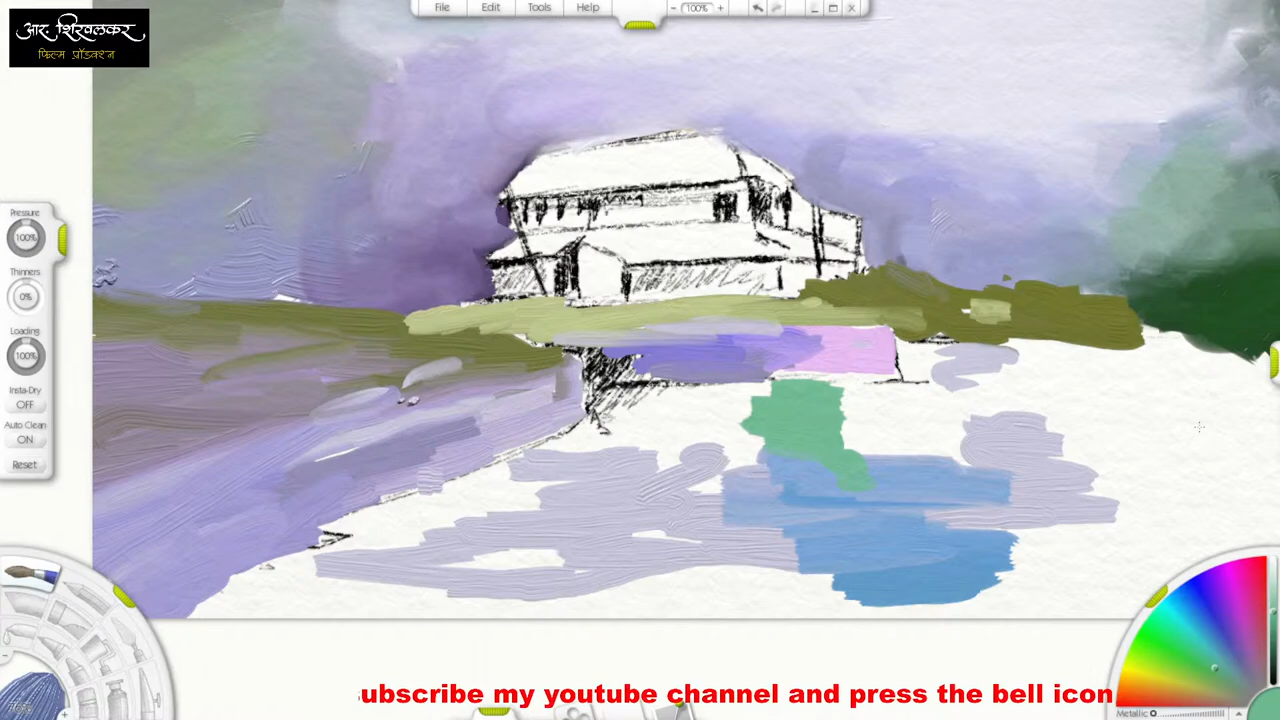 आर. शिरवलकर
फिल्म प्रॉडक्शन
File Edit Tools Help
100%
Pressure
100%
Thinners
0%
Loading
100%
Insta-Dry
OFF
Auto Clean
ON
Reset
Metallic
ubscribe my youtube channel and press the bell icon